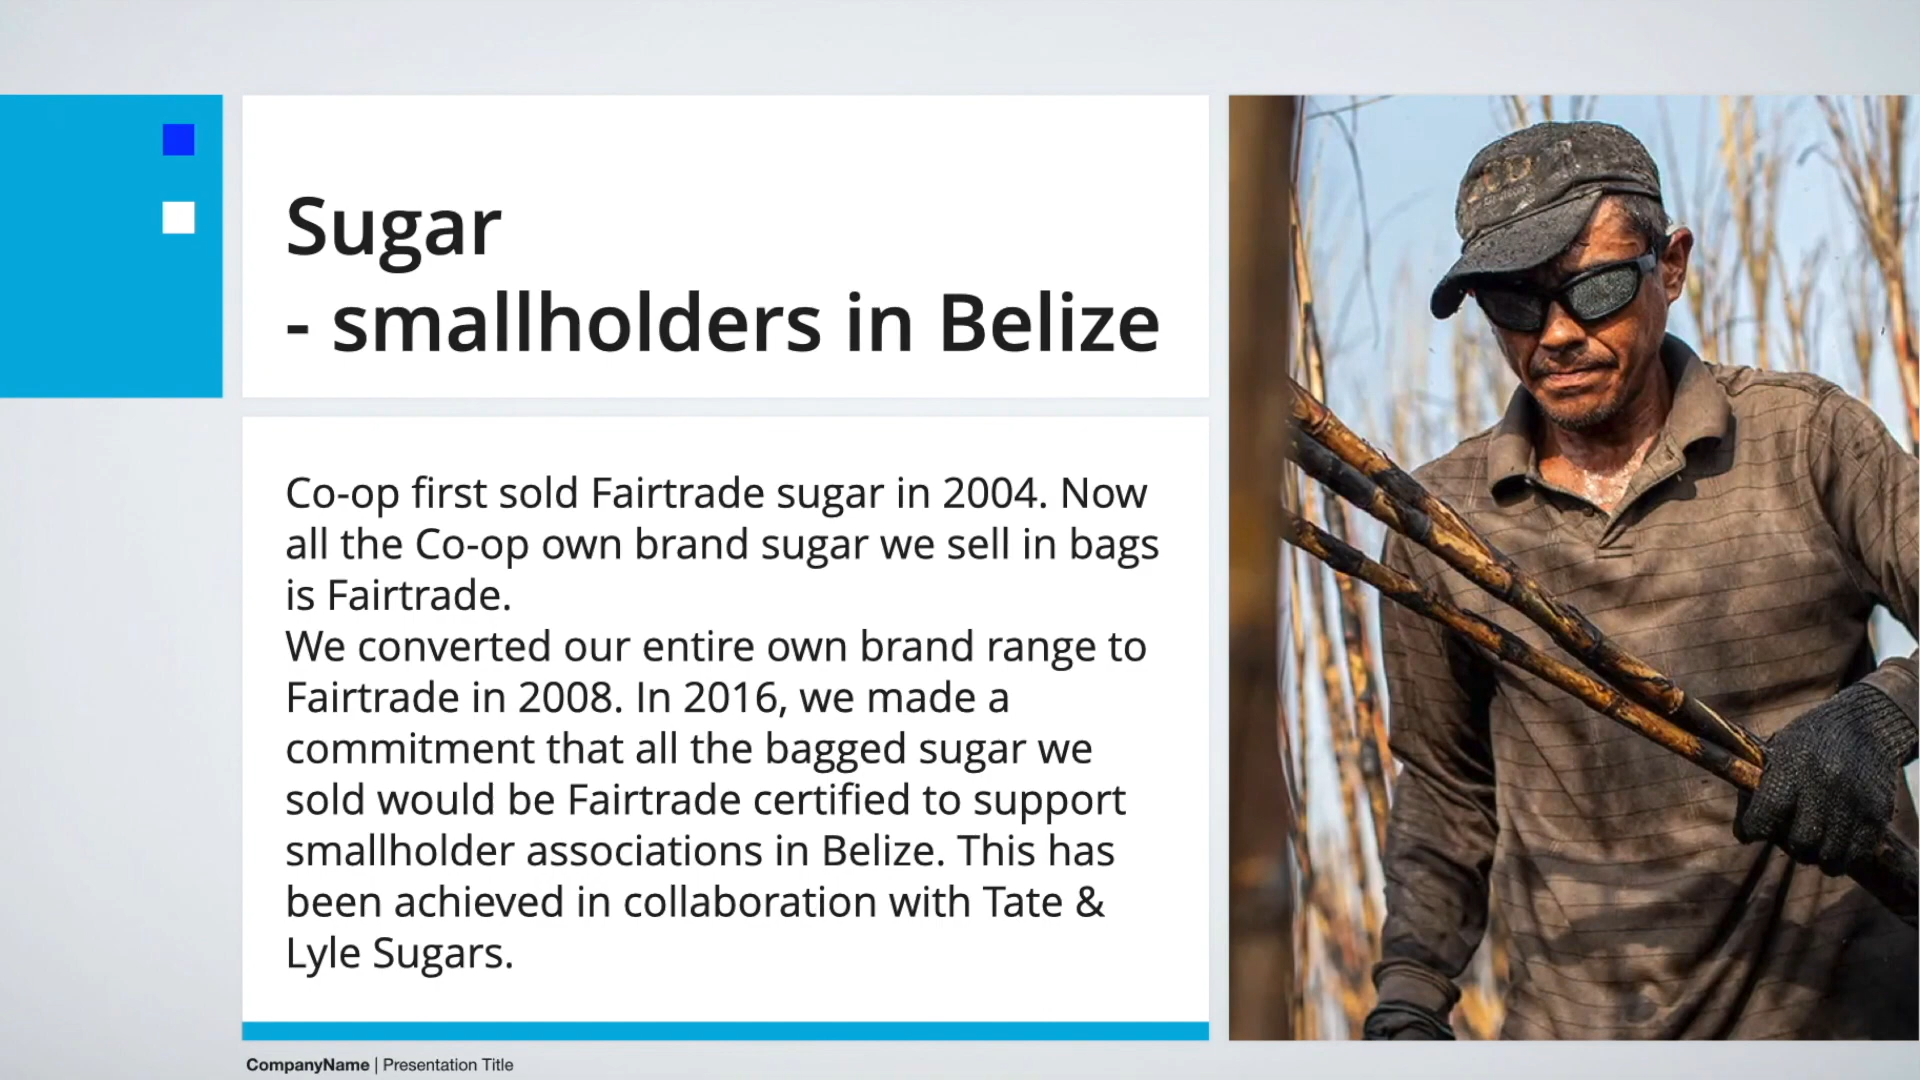 Sugar
- smallholders in Belize
Co-op first sold Fairtrade sugar in 2004. Now
all the Co-op own brand sugar we sell in bags
is Fairtrade.
We converted our entire own brand range to
Fairtrade in 2008. In 2016, we made a
commitment that all the bagged sugar we
sold would be Fairtrade certified to support
smallholder associations in Belize. This has
been achieved in collaboration with Tate &
Lyle Sugars.
CompanyName | Presentation Title